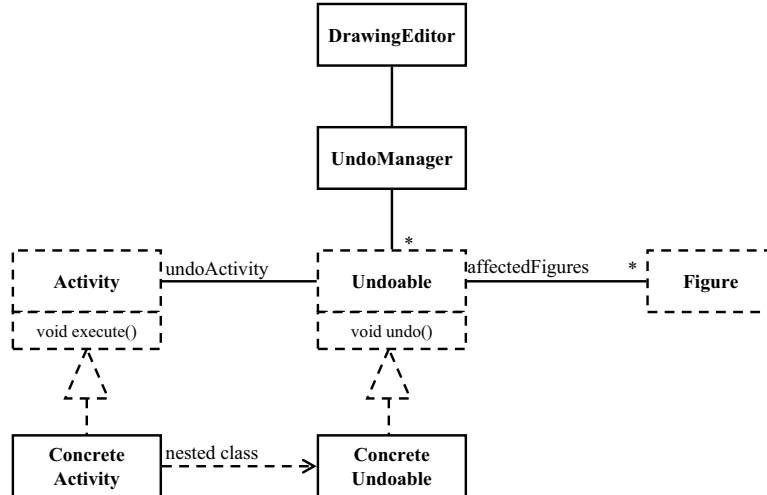 DrawingEditor
UndoManager
*
undoActivity
affectedFigures
*
Activity
Undoable
Figure
void execute()
void undo()
Concrete
Activity
nested class
Concrete
Undoable